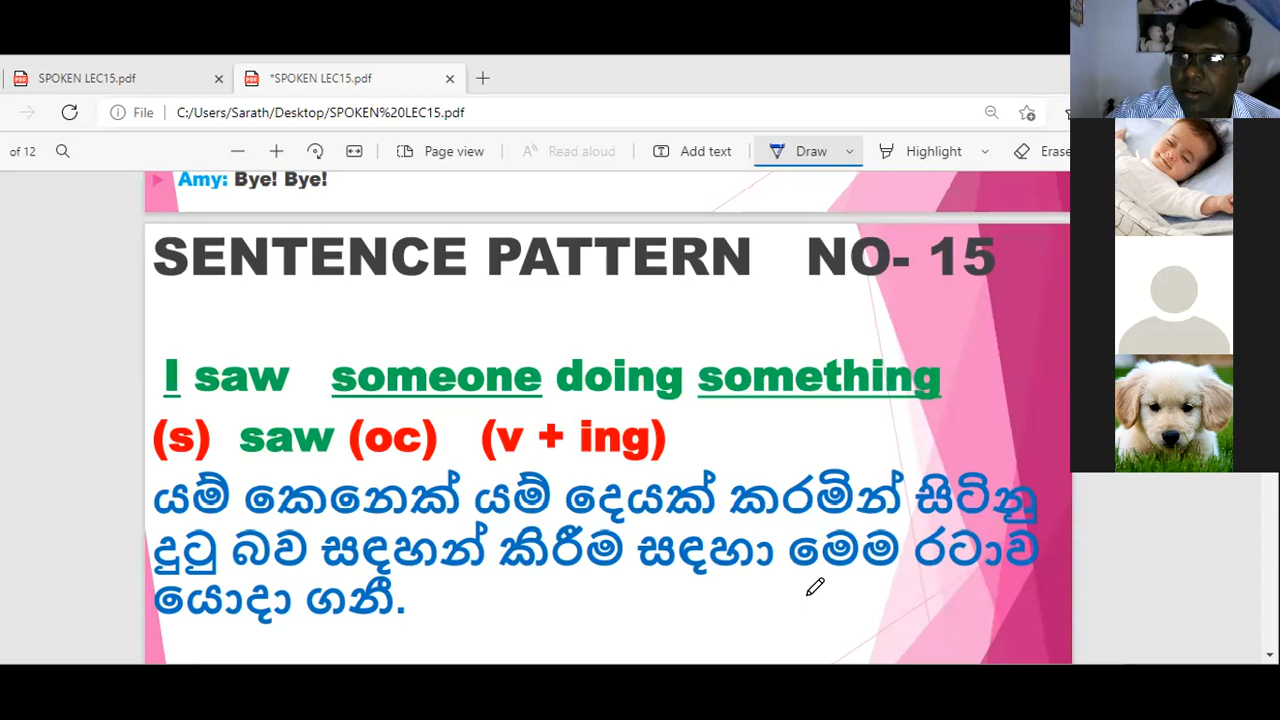 SPOKEN LEC15.pdf
*SPOKEN LEC15.pdf
File C:/Users/Sarath/Desktop/SPOKEN%20LEC15.pdf
of 12 Page view Read aloud Add text Draw Highlight Erase
Amy: Bye! Bye!
SENTENCE PATTERN NO- 15
I saw someone doing something
(s) saw (oc) (v + ing)
යම් කෙනෙක් යම් දෙයක් කරමින් සිටිනු
දුටු බව සඳහන් කිරීම සඳහා මෙම රටාව
යොදා ගනී.